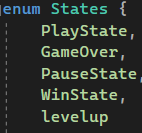 enum States {
PlayState,
GameOver,
PauseState,
WinState,
levelup